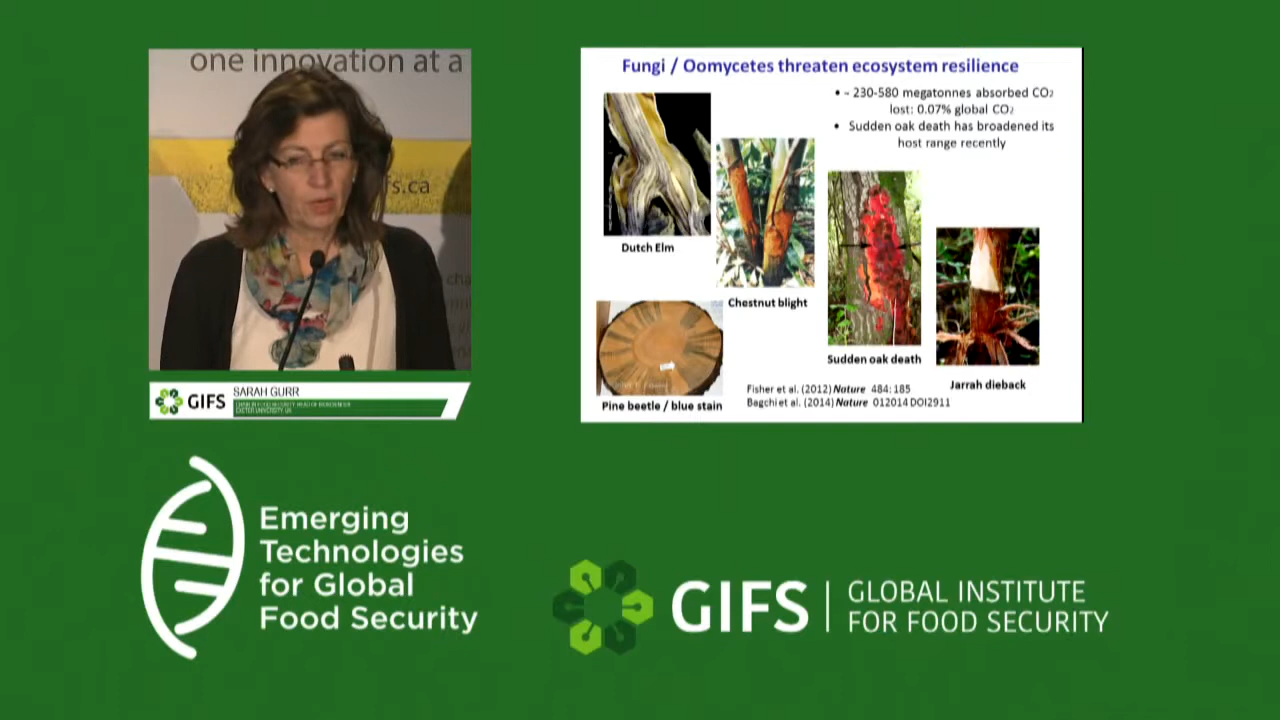 one innovation at a
fs.ca
GIFS
SARAH GURR
EXETER UNIVERSITY, UK
Fungi / Oomycetes threaten ecosystem resilience
• ~ 230-580 megatonnes absorbed CO2
lost: 0.07% global CO2
• Sudden oak death has broadened its
host range recently
Dutch Elm
Chestnut blight
Sudden oak death
Jarrah dieback
Pine beetle / blue stain
Fisher et al. (2012) Nature 484: 185
Bagchi et al. (2014) Nature 012014 DOI2911
Emerging
Technologies
for Global
Food Security
GIFS
GLOBAL INSTITUTE
FOR FOOD SECURITY